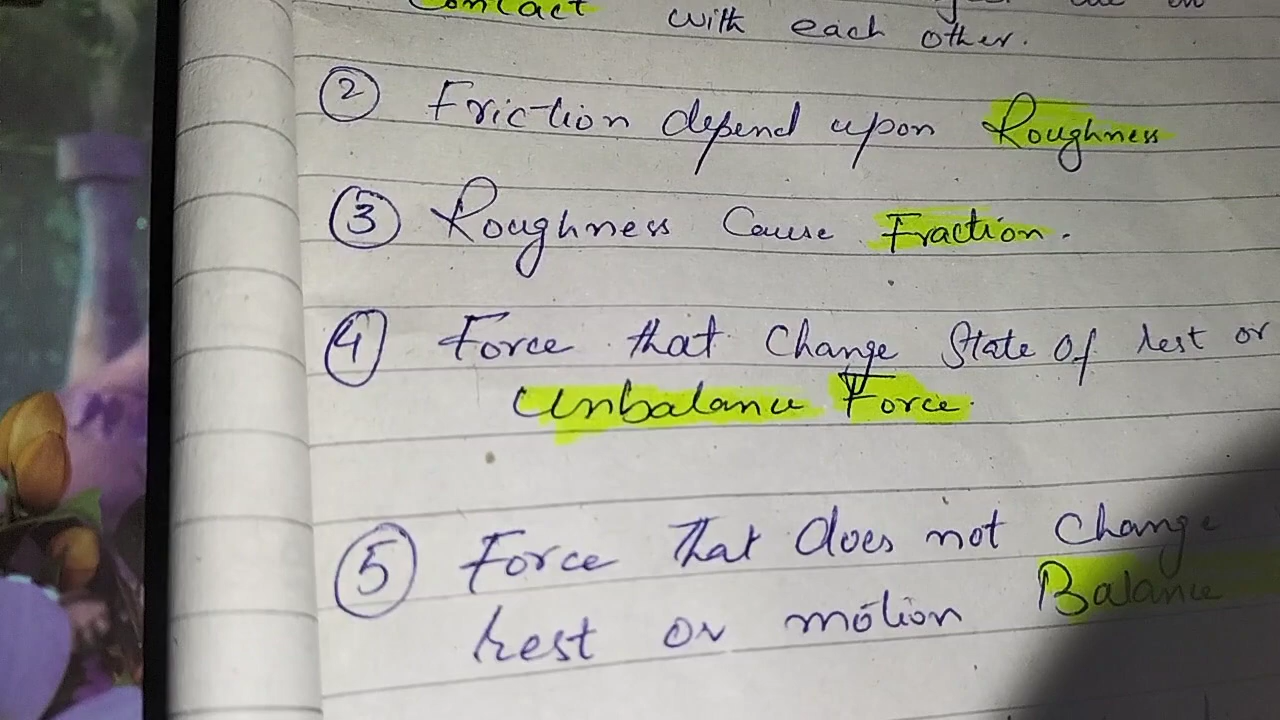 Contact with each other.
② Friction depend upon Roughness
③ Roughness Cause Fraction.
④ Force that Change State Of rest or
Unbalance Force.
⑤ Force that does not Change
rest or motion Balance